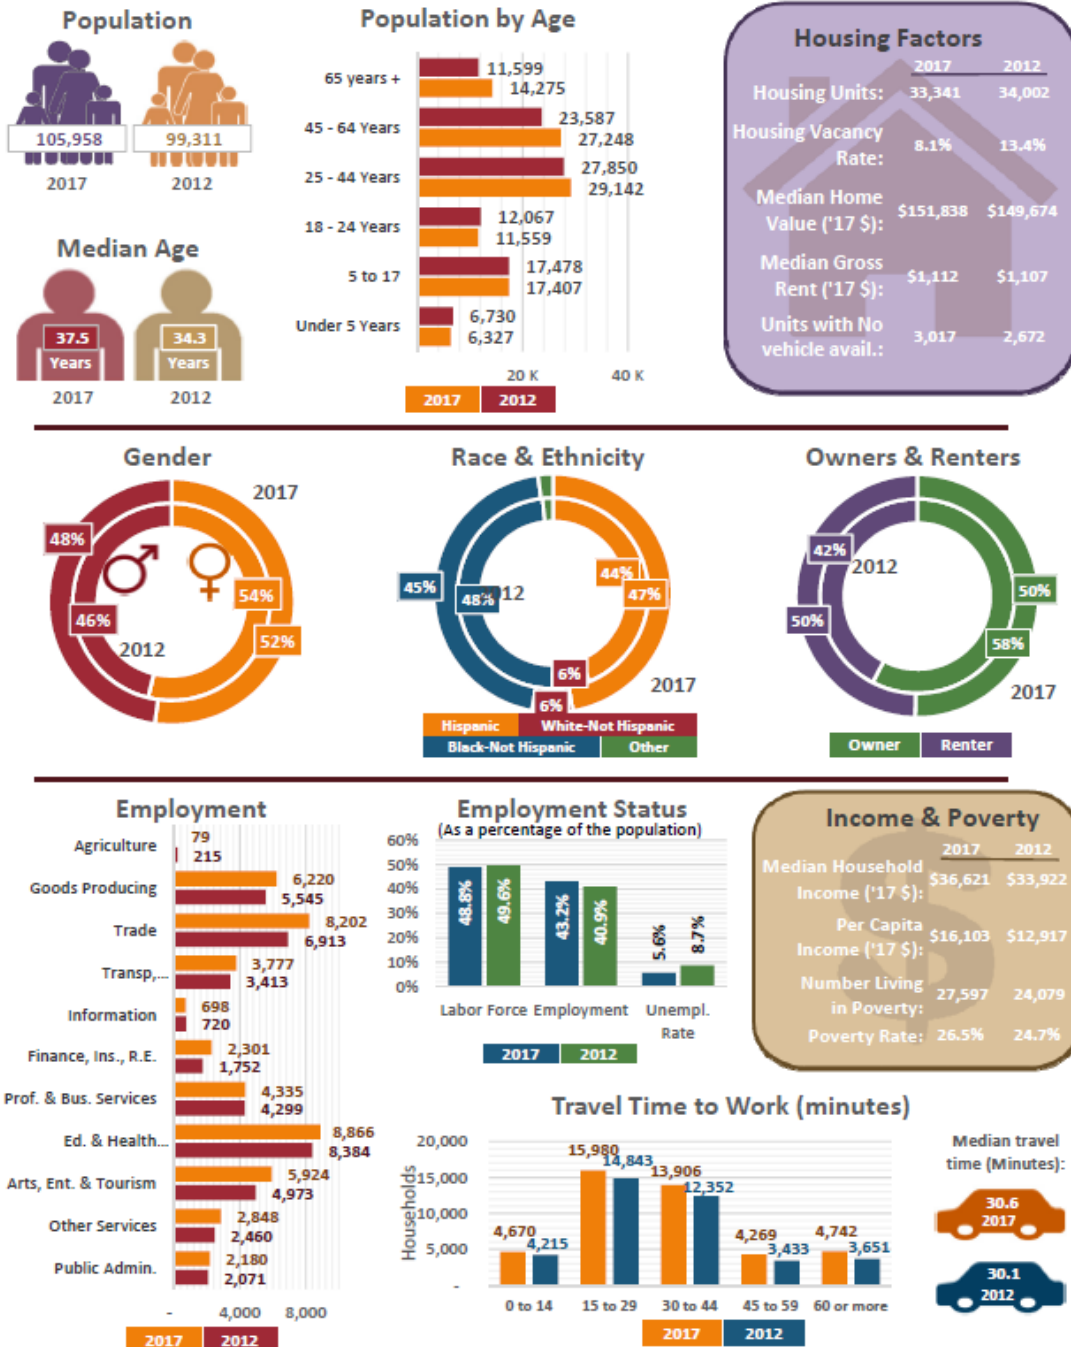 Population
105,958
99,311
2017
2012
Median Age
37.5
Years
34.3
Years
2017
2012
Population by Age
65 years +
11,599
14,275
45 - 64 Years
23,587
27,248
25 - 44 Years
27,850
29,142
18 - 24 Years
12,067
11,559
5 to 17
17,478
17,407
Under 5 Years
6,730
6,327
20 K
40 K
2017
2012
Housing Factors
2017
2012
Housing Units:
33,341
34,002
Housing Vacancy
Rate:
8.1%
13.4%
Median Home
Value ('17 $):
$151,838
$149,674
Median Gross
Rent ('17 $):
$1,112
$1,107
Units with No
vehicle avail.:
3,017
2,672
Gender
2017
48%
54%
46%
52%
2012
Race & Ethnicity
45%
48%
2012
44%
47%
6%
6%
2017
Hispanic
White-Not Hispanic
Black-Not Hispanic
Other
Owners & Renters
42%
2012
50%
50%
58%
2017
Owner
Renter
Employment
Agriculture
79
215
Goods Producing
6,220
5,545
Trade
8,202
6,913
Transp,...
3,777
3,413
Information
698
720
Finance, Ins., R.E.
2,301
1,752
Prof. & Bus. Services
4,335
4,299
Ed. & Health...
8,866
8,384
Arts, Ent. & Tourism
5,924
4,973
Other Services
2,848
2,460
Public Admin.
2,180
2,071
-
4,000
8,000
2017
2012
Employment Status
(As a percentage of the population)
60%
50%
40%
30%
20%
10%
0%
48.8%
49.6%
43.2%
40.9%
5.6%
8.7%
Labor Force
Employment
Unempl.
Rate
2017
2012
Income & Poverty
2017
2012
Median Household
Income ('17 $):
$36,621
$33,922
Per Capita
Income ('17 $):
$16,103
$12,917
Number Living
in Poverty:
27,597
24,079
Poverty Rate:
26.5%
24.7%
Travel Time to Work (minutes)
Households
20,000
15,000
10,000
5,000
-
4,670
4,215
15,980
14,843
13,906
12,352
4,269
3,433
4,742
3,651
0 to 14
15 to 29
30 to 44
45 to 59
60 or more
2017
2012
Median travel
time (Minutes):
30.6
2017
30.1
2012